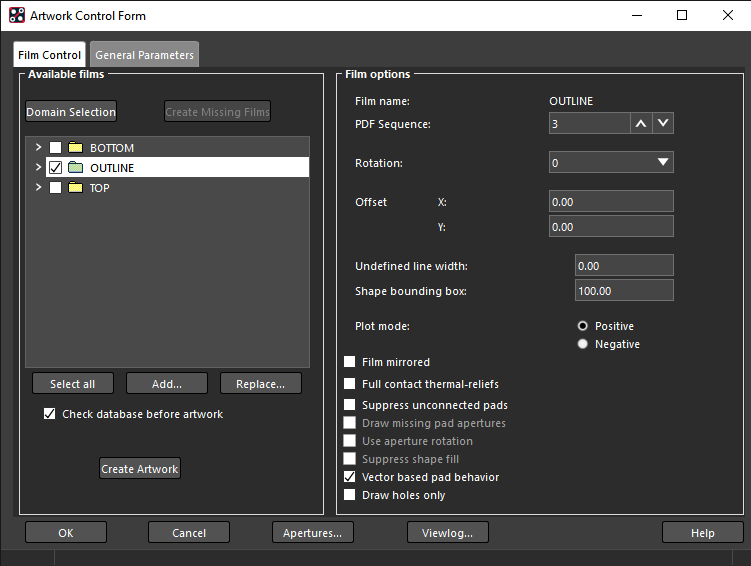 Artwork Control Form
Film Control
General Parameters
Available films
Domain Selection
Create Missing Films
BOTTOM
OUTLINE
TOP
Select all
Add...
Replace...
Check database before artwork
Create Artwork
Film options
Film name: OUTLINE
PDF Sequence: 3
Rotation: 0
Offset X: 0.00
Y: 0.00
Undefined line width: 0.00
Shape bounding box: 100.00
Plot mode: Positive
Negative
Film mirrored
Full contact thermal-reliefs
Suppress unconnected pads
Draw missing pad apertures
Use aperture rotation
Suppress shape fill
Vector based pad behavior
Draw holes only
OK
Cancel
Apertures...
Viewlog...
Help